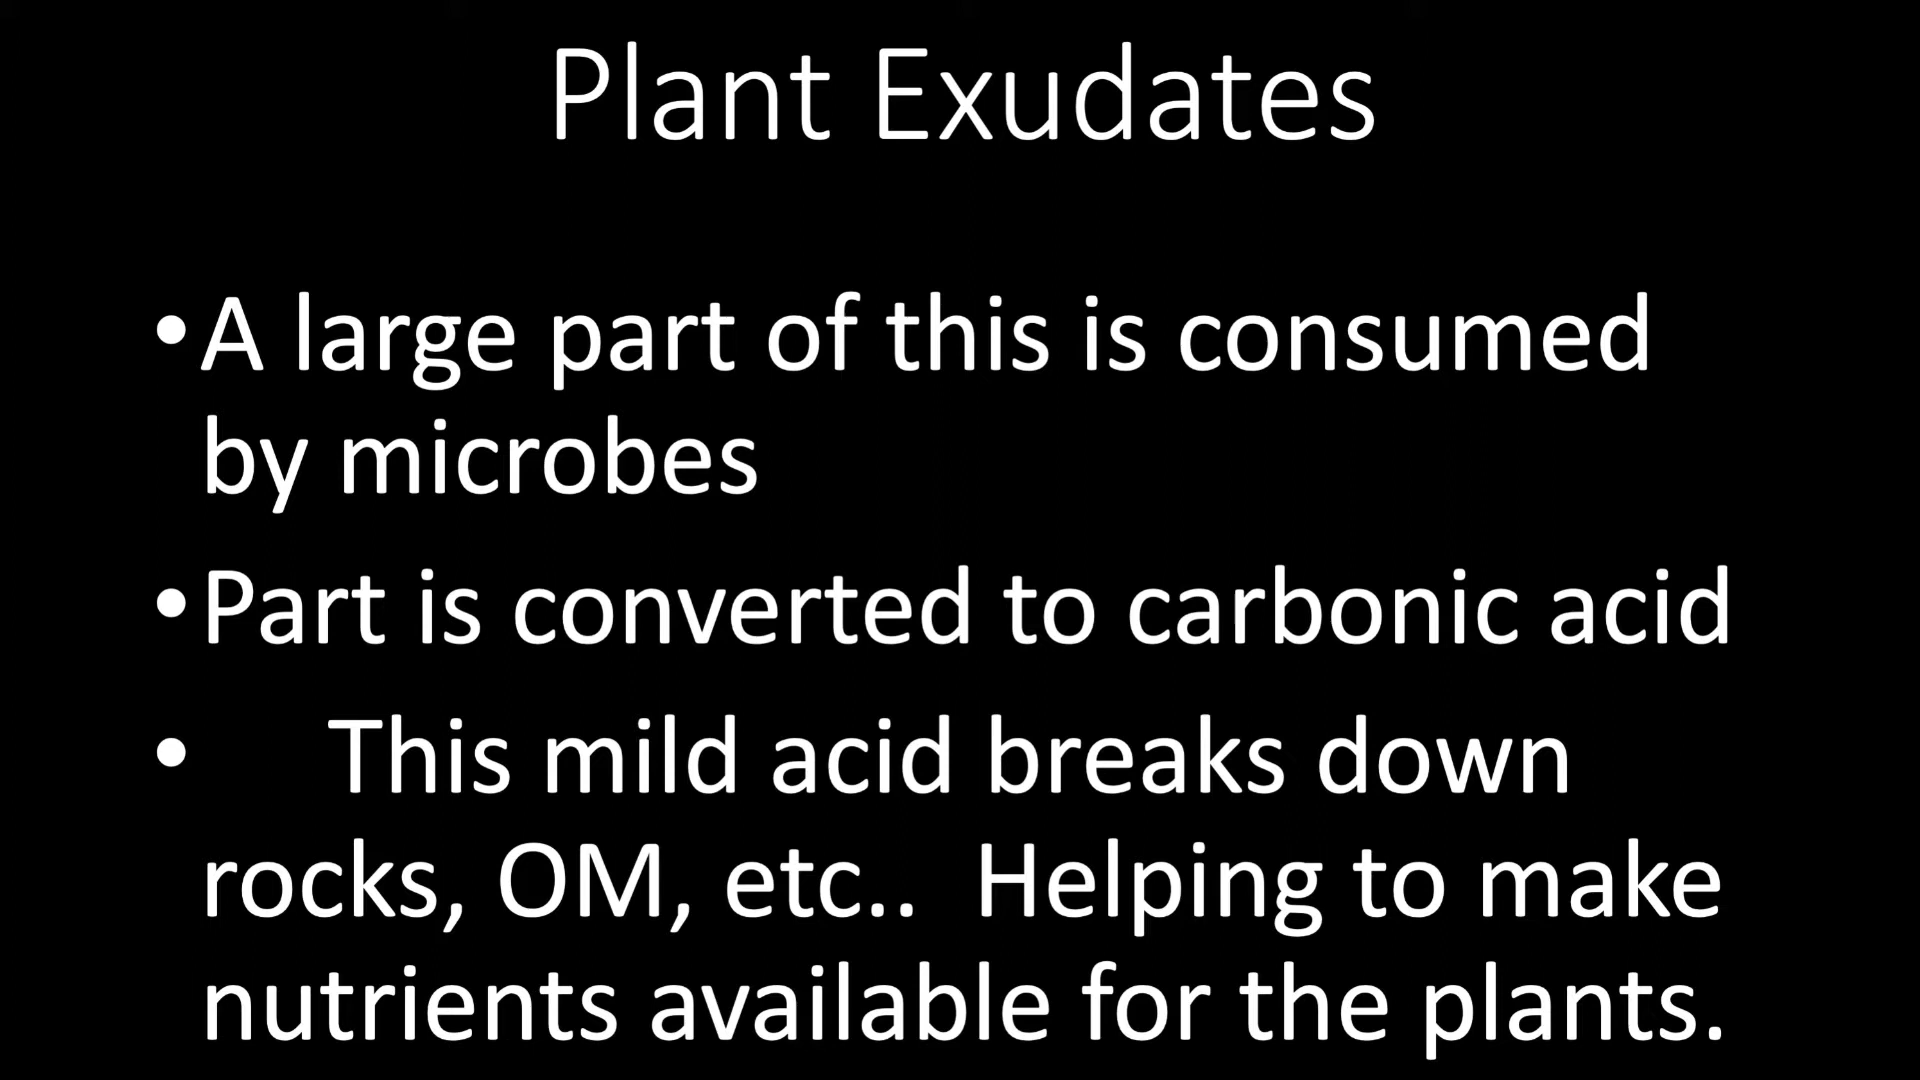 Plant Exudates
•A large part of this is consumed
by microbes
•Part is converted to carbonic acid
•    This mild acid breaks down
rocks, OM, etc..  Helping to make
nutrients available for the plants.